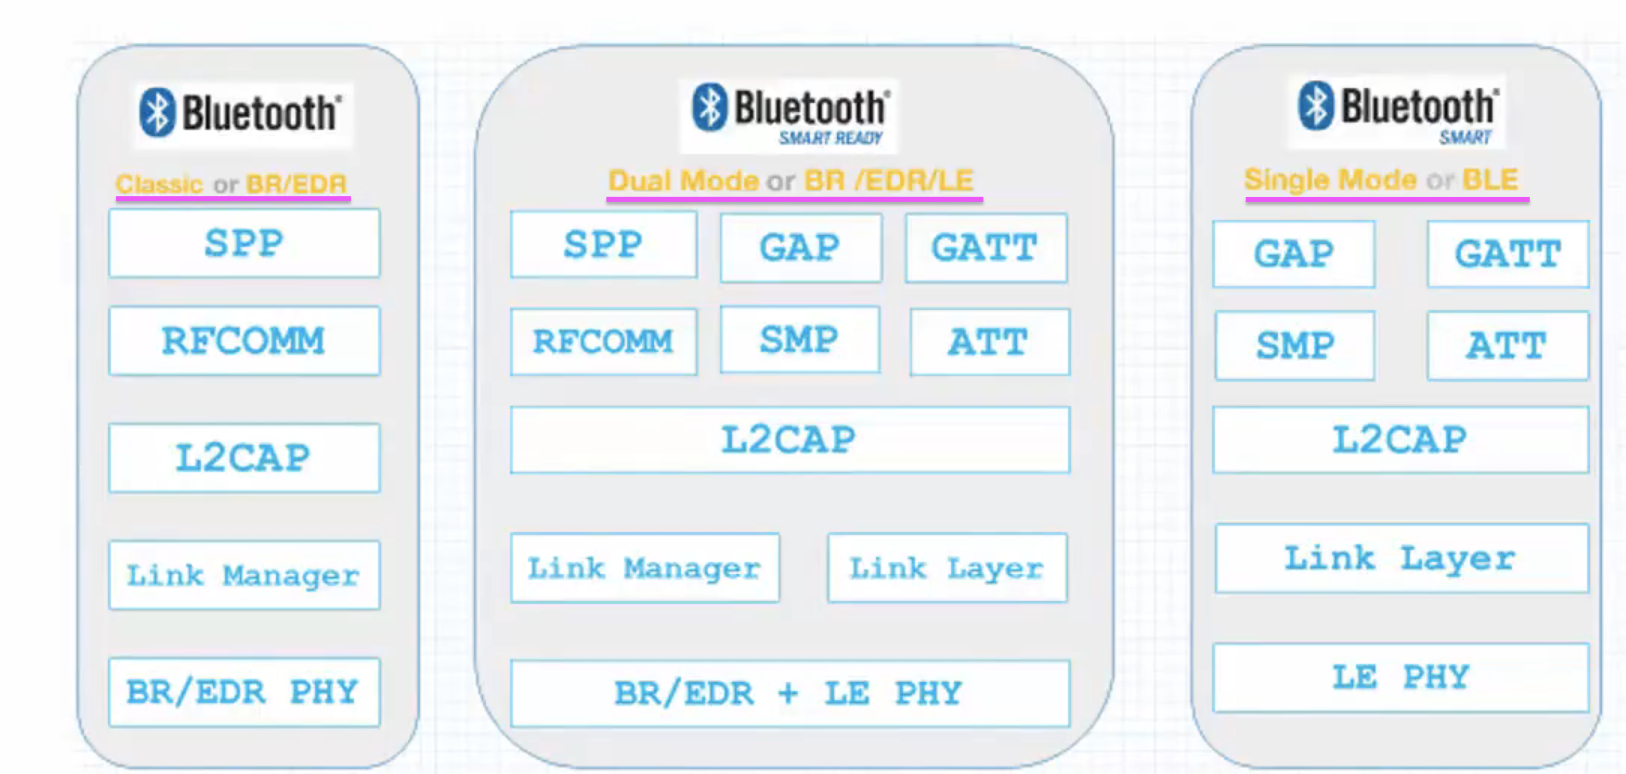 Bluetooth®
Classic or BR/EDR
SPP
RFCOMM
L2CAP
Link Manager
BR/EDR PHY
Bluetooth®
SMART READY
Dual Mode or BR /EDR/LE
SPP GAP GATT
RFCOMM SMP ATT
L2CAP
Link Manager Link Layer
BR/EDR + LE PHY
Bluetooth®
SMART
Single Mode or BLE
GAP GATT
SMP ATT
L2CAP
Link Layer
LE PHY